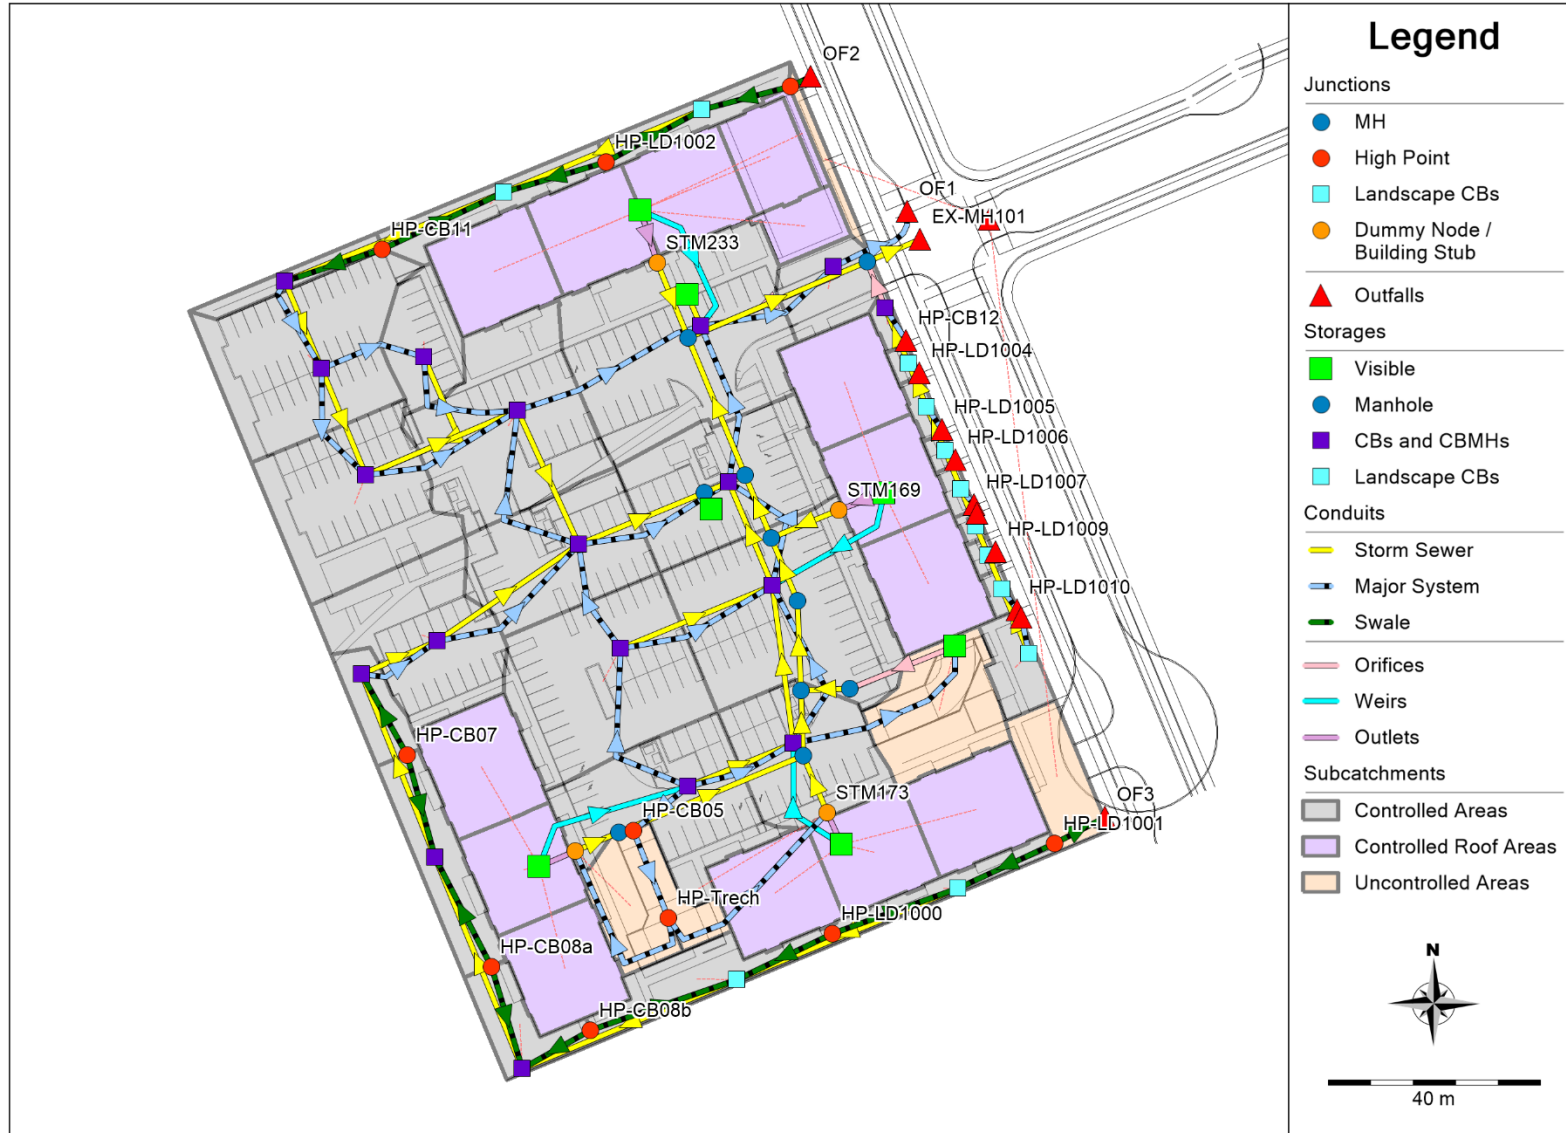 OF2
HP-LD1002
OF1
EX-MH101
HP-CB11
STM233
HP-CB12
HP-LD1004
HP-LD1005
HP-LD1006
HP-LD1007
STM169
HP-LD1009
HP-LD1010
HP-CB07
OF3
STM173
HP-LD1001
HP-CB05
HP-Trech
HP-LD1000
HP-CB08a
HP-CB08b
Legend
Junctions
MH
High Point
Landscape CBs
Dummy Node /
Building Stub
Outfalls
Storages
Visible
Manhole
CBs and CBMHs
Landscape CBs
Conduits
Storm Sewer
Major System
Swale
Orifices
Weirs
Outlets
Subcatchments
Controlled Areas
Controlled Roof Areas
Uncontrolled Areas
N
40 m